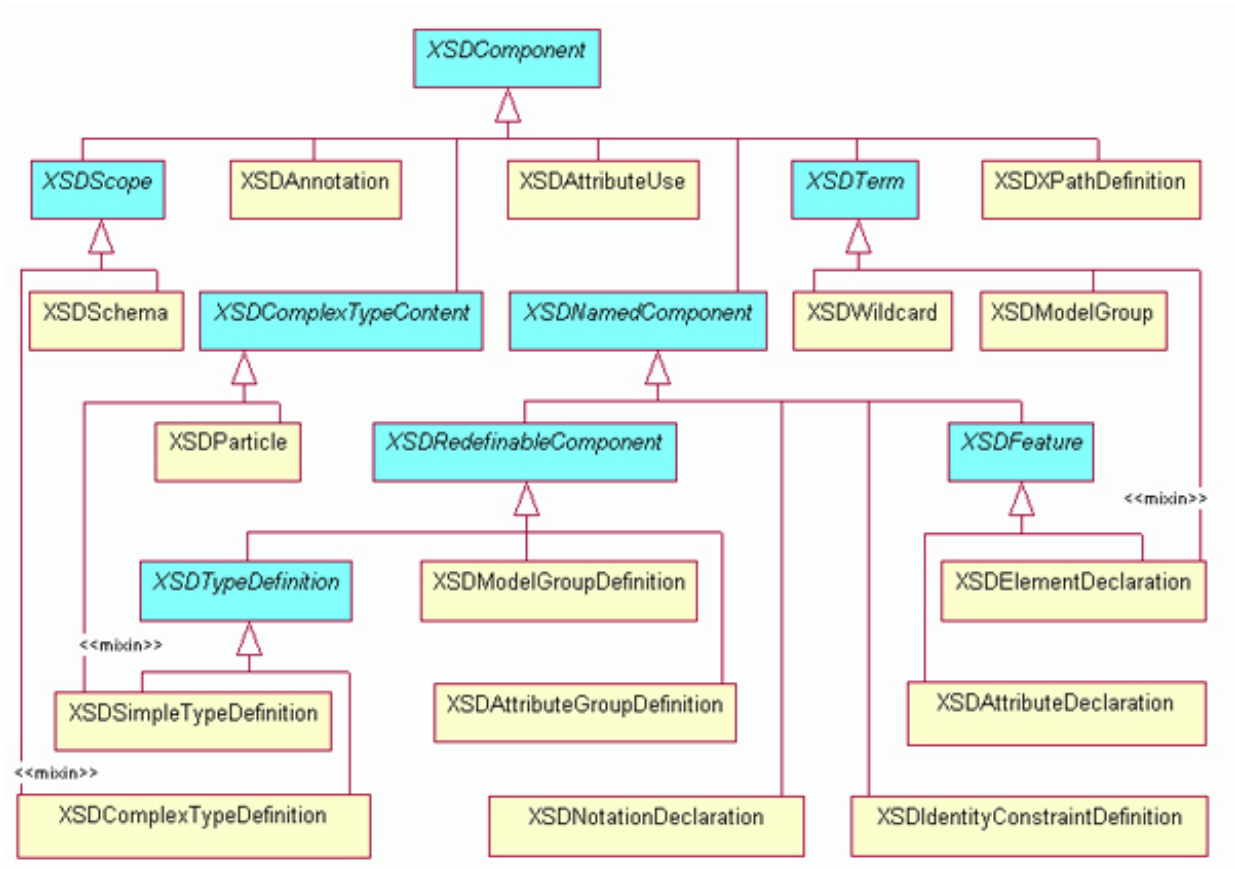 XSDComponent
XSDScope
XSDAnnotation
XSDAttributeUse
XSDTerm
XSDXPathDefinition
XSDSchema
XSDComplexTypeContent
XSDNamedComponent
XSDWildcard
XSDModelGroup
XSDParticle
XSDRedefinableComponent
XSDFeature
<<mixin>>
XSDTypeDefinition
XSDModelGroupDefinition
XSDElementDeclaration
<<mixin>>
XSDSimpleTypeDefinition
XSDAttributeGroupDefinition
XSDAttributeDeclaration
<<mixin>>
XSDComplexTypeDefinition
XSDNotationDeclaration
XSDIdentityConstraintDefinition